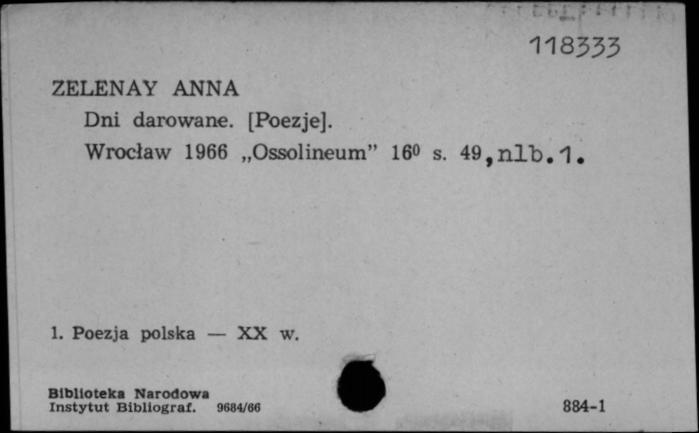 118333
ZELENAY ANNA
Dni darowane. [Poezje].
Wrocław 1966 „Ossolineum” 16⁰ s. 49, nlb. 1.
1. Poezja polska — XX w.
Biblioteka Narodowa
Instytut Bibliograf. 9684/66
884-1